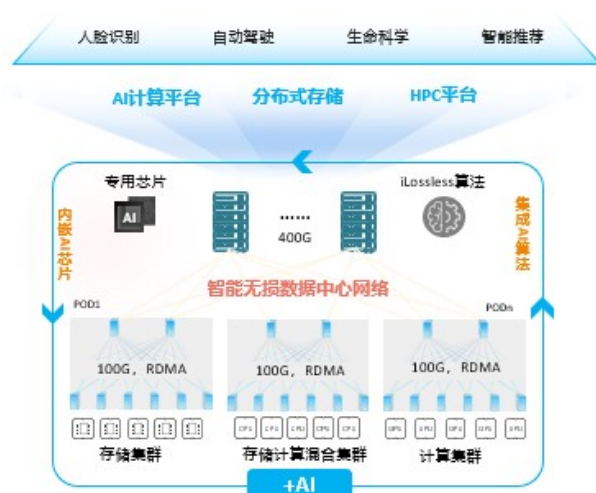 人脸识别 自动驾驶 生命科学 智能推荐
AI计算平台 分布式存储 HPC平台
专用芯片 iLossless算法
AI
......
400G
内嵌AI芯片
集成AI算法
智能无损数据中心网络
POD1 PODn
100G, RDMA 100G, RDMA 100G, RDMA
存储集群 存储计算混合集群 计算集群
+AI